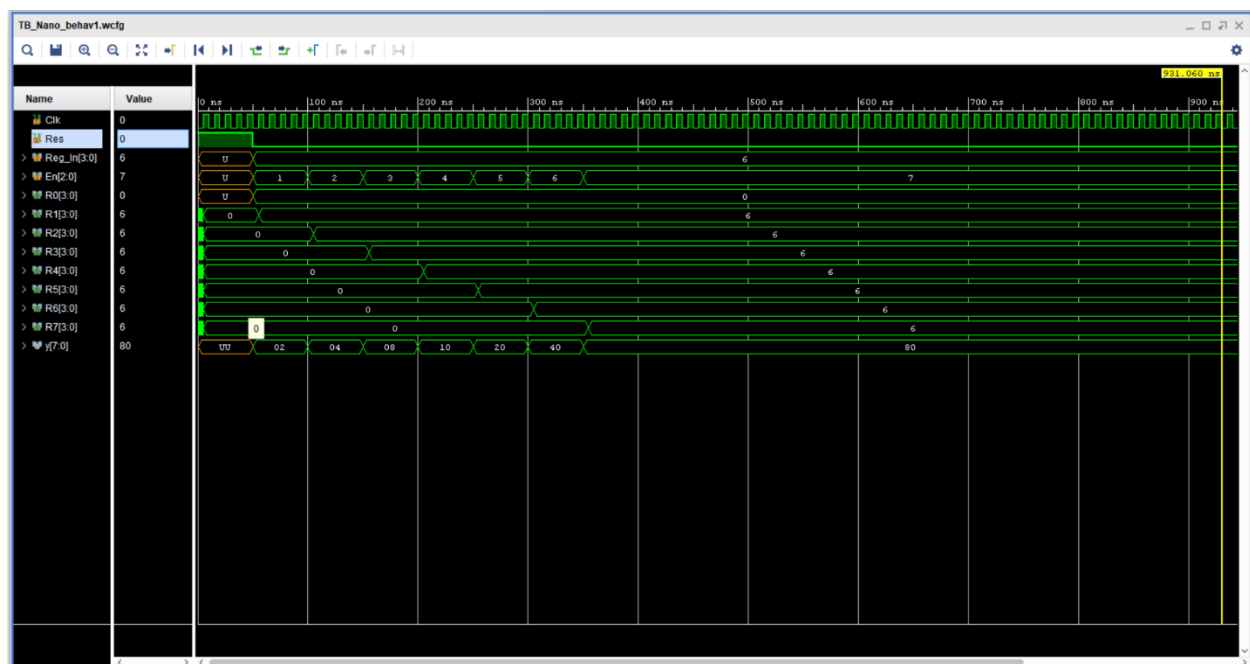 TB_Nano_behav1.wcfg
931.060 ns
Name Value
0 ns 100 ns 200 ns 300 ns 400 ns 500 ns 600 ns 700 ns 800 ns 900 ns
Clk 0
Res 0
Reg_In[3:0] 6 U 6
En[2:0] 7 U 1 2 3 4 5 6 7
R0[3:0] 0 U 0
R1[3:0] 6 0 6
R2[3:0] 6 0 6
R3[3:0] 6 0 6
R4[3:0] 6 0 6
R5[3:0] 6 0 6
R6[3:0] 6 0 6
R7[3:0] 6 0 0 6
y[7:0] 80 UU 02 04 08 10 20 40 80